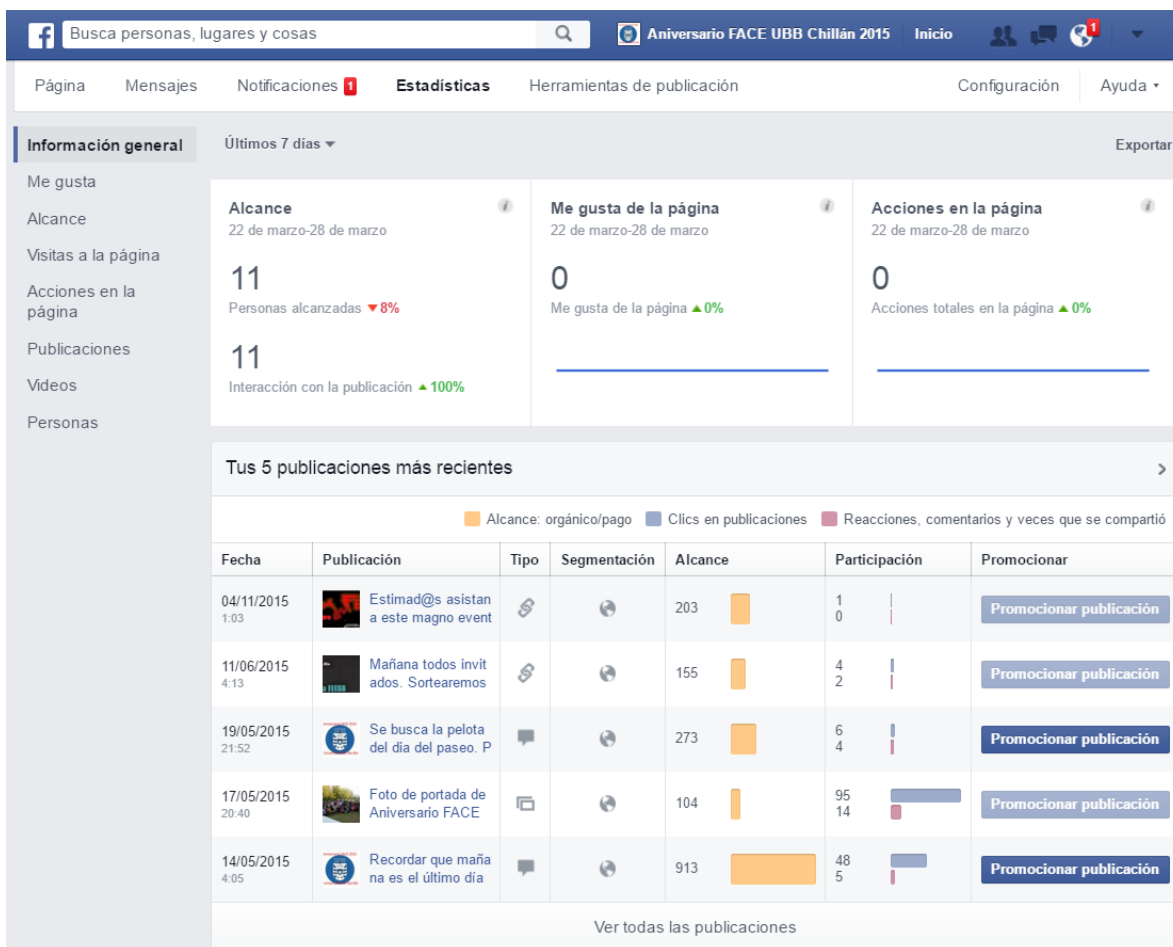 Busca personas, lugares y cosas
Aniversario FACE UBB Chillán 2015 Inicio 1
Página Mensajes Notificaciones 1 Estadísticas Herramientas de publicación Configuración Ayuda
Información general
Me gusta
Alcance
Visitas a la página
Acciones en la
página
Publicaciones
Videos
Personas
Últimos 7 días Exportar
Alcance
22 de marzo-28 de marzo
11
Personas alcanzadas 8%
11
Interacción con la publicación 100%
Me gusta de la página
22 de marzo-28 de marzo
0
Me gusta de la página 0%
Acciones en la página
22 de marzo-28 de marzo
0
Acciones totales en la página 0%
Tus 5 publicaciones más recientes
Alcance: orgánico/pago Clics en publicaciones Reacciones, comentarios y veces que se compartió
Fecha Publicación Tipo Segmentación Alcance Participación Promocionar
04/11/2015
1:03
Estimad@s asistan
a este magno event
203
1
0
Promocionar publicación
11/06/2015
4:13
Mañana todos invit
ados. Sortearemos
155
4
2
Promocionar publicación
19/05/2015
21:52
Se busca la pelota
del día del paseo. P
273
6
4
Promocionar publicación
17/05/2015
20:40
Foto de portada de
Aniversario FACE
104
95
14
Promocionar publicación
14/05/2015
4:05
Recordar que maña
na es el último día
913
48
5
Promocionar publicación
Ver todas las publicaciones